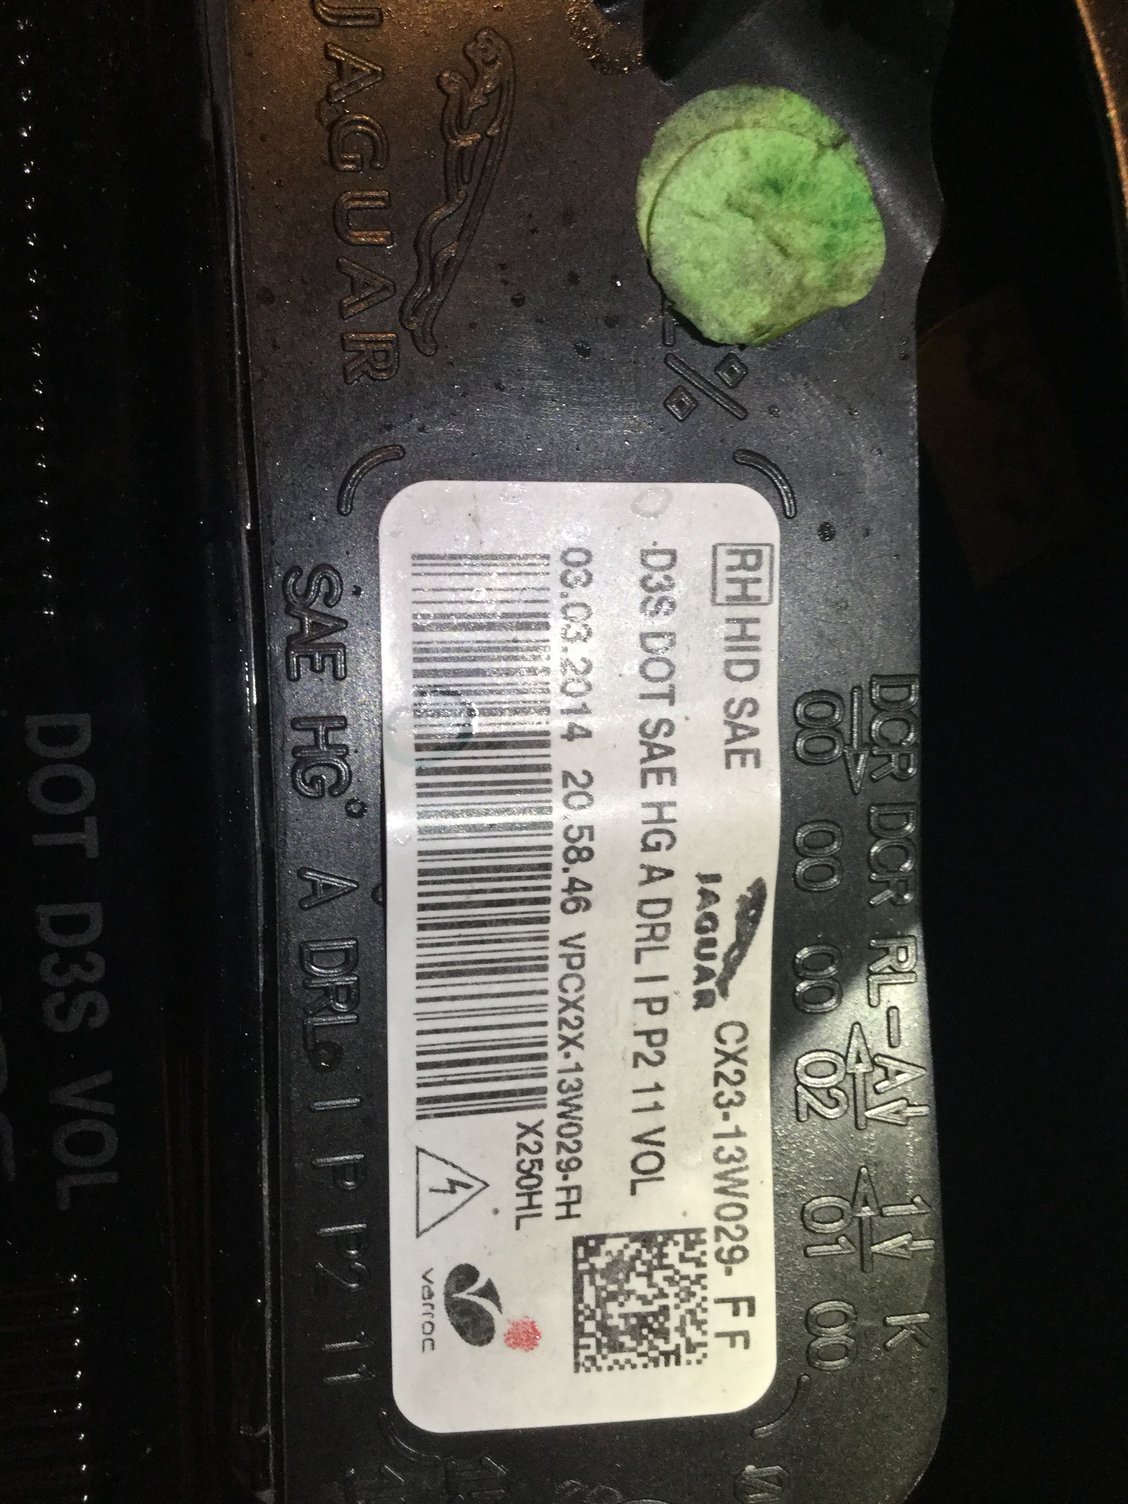 DCR DCR RL-A 1 K
00 00 00 02 01 00
1%
RH HID SAE
JAGUAR
CX23-13W029- F F
D3S DOT SAE HG A DRL I P P2 11 VOL
03.03.2014 20.58.46 VPCX2X-13W029-FH
X250HL
varroc
JAGUAR
SAE HG A DRL I P P2 11
DOT D3S VOL